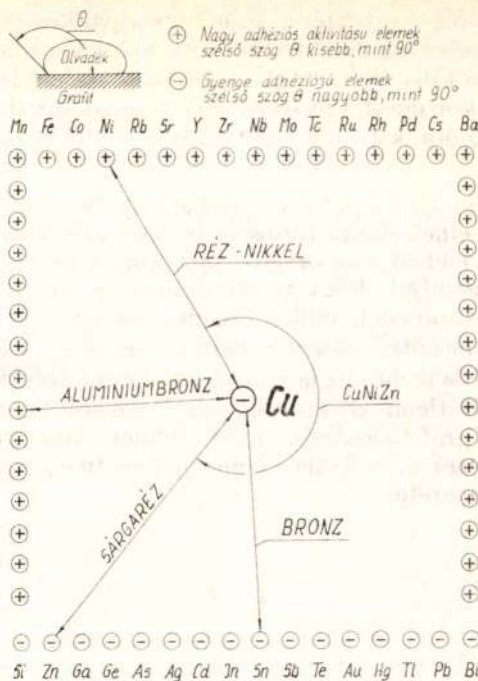 θ
Olvadék
Grafit
⊕ Nagy adhéziós aktivitású elemek
szélső szög θ kisebb, mint 90°
⊖ Gyenge adhéziójú elemek
szélső szög θ nagyobb, mint 90°
Mn Fe Co Ni Rb Sr Y Zr Nb Mo Tc Ru Rh Pd Cs Ba
RÉZ-NIKKEL
ALUMINIUMBRONZ
Cu
CuNiZn
SÁRGARÉZ
BRONZ
Si Zn Ga Ge As Ag Cd Jn Sn Sb Te Au Hg Tl Pb Bi